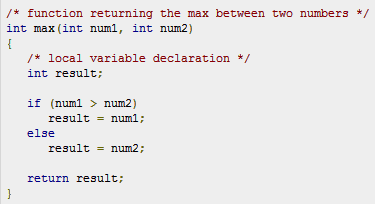 /* function returning the max between two numbers */
int max(int num1, int num2)
{
   /* local variable declaration */
   int result;

   if (num1 > num2)
      result = num1;
   else
      result = num2;

   return result;
}